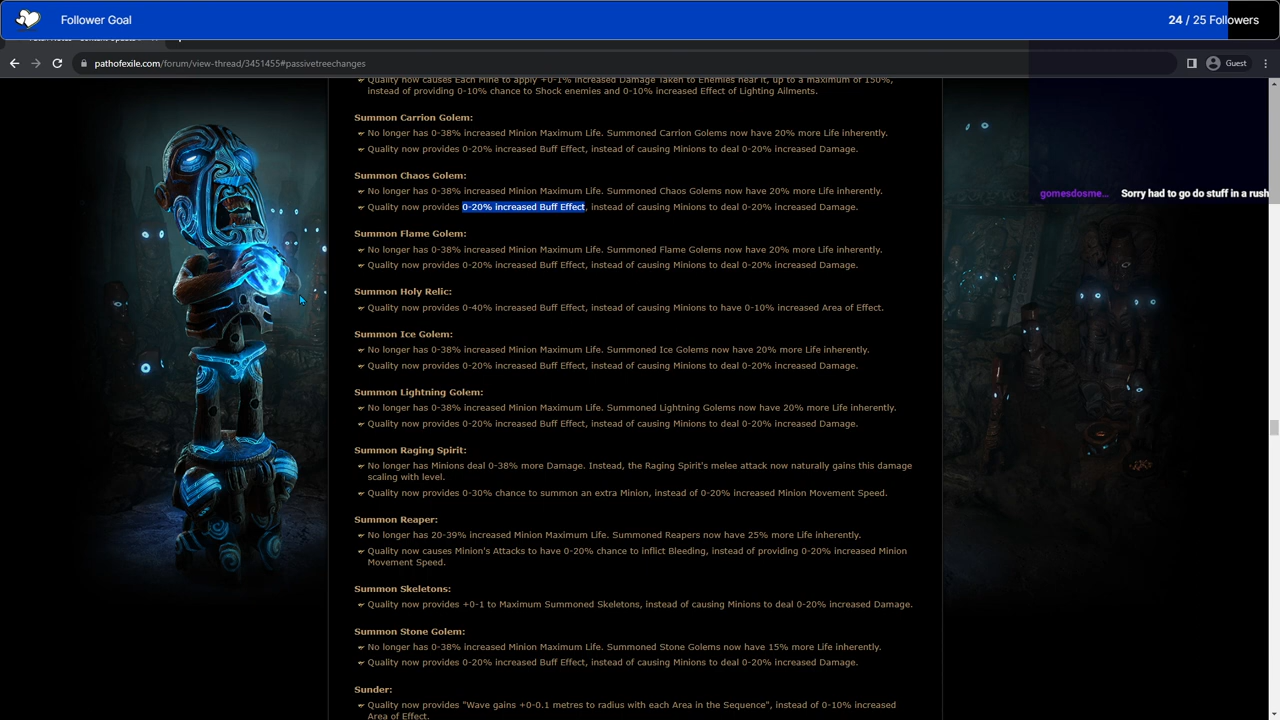 Follower Goal
24 / 25 Followers
pathofexile.com/forum/view-thread/3451455#passivetreechanges
Guest
Quality now causes Each Mine to apply +0-1% increased Damage Taken to Enemies near it, up to a maximum of 150%,
instead of providing 0-10% chance to Shock enemies and 0-10% increased Effect of Lighting Ailments.
Summon Carrion Golem:
No longer has 0-38% increased Minion Maximum Life. Summoned Carrion Golems now have 20% more Life inherently.
Quality now provides 0-20% increased Buff Effect, instead of causing Minions to deal 0-20% increased Damage.
Summon Chaos Golem:
No longer has 0-38% increased Minion Maximum Life. Summoned Chaos Golems now have 20% more Life inherently.
Quality now provides 0-20% increased Buff Effect, instead of causing Minions to deal 0-20% increased Damage.
gomesdosme... Sorry had to go do stuff in a rush
Summon Flame Golem:
No longer has 0-38% increased Minion Maximum Life. Summoned Flame Golems now have 20% more Life inherently.
Quality now provides 0-20% increased Buff Effect, instead of causing Minions to deal 0-20% increased Damage.
Summon Holy Relic:
Quality now provides 0-40% increased Buff Effect, instead of causing Minions to have 0-10% increased Area of Effect.
Summon Ice Golem:
No longer has 0-38% increased Minion Maximum Life. Summoned Ice Golems now have 20% more Life inherently.
Quality now provides 0-20% increased Buff Effect, instead of causing Minions to deal 0-20% increased Damage.
Summon Lightning Golem:
No longer has 0-38% increased Minion Maximum Life. Summoned Lightning Golems now have 20% more Life inherently.
Quality now provides 0-20% increased Buff Effect, instead of causing Minions to deal 0-20% increased Damage.
Summon Raging Spirit:
No longer has Minions deal 0-38% more Damage. Instead, the Raging Spirit's melee attack now naturally gains this damage
scaling with level.
Quality now provides 0-30% chance to summon an extra Minion, instead of 0-20% increased Minion Movement Speed.
Summon Reaper:
No longer has 20-39% increased Minion Maximum Life. Summoned Reapers now have 25% more Life inherently.
Quality now causes Minion's Attacks to have 0-20% chance to inflict Bleeding, instead of providing 0-20% increased Minion
Movement Speed.
Summon Skeletons:
Quality now provides +0-1 to Maximum Summoned Skeletons, instead of causing Minions to deal 0-20% increased Damage.
Summon Stone Golem:
No longer has 0-38% increased Minion Maximum Life. Summoned Stone Golems now have 15% more Life inherently.
Quality now provides 0-20% increased Buff Effect, instead of causing Minions to deal 0-20% increased Damage.
Sunder:
Quality now provides "Wave gains +0-0.1 metres to radius with each Area in the Sequence", instead of 0-10% increased
Area of Effect.